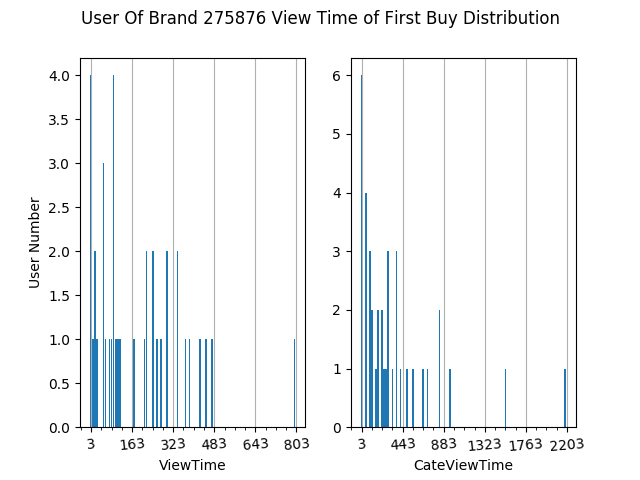 User Of Brand 275876 View Time of First Buy Distribution
4.0
3.5
3.0
2.5
2.0
1.5
1.0
0.5
0.0
User Number
3 163 323 483 643 803
ViewTime
6
5
4
3
2
1
0
3 443 883 1323 1763 2203
CateViewTime